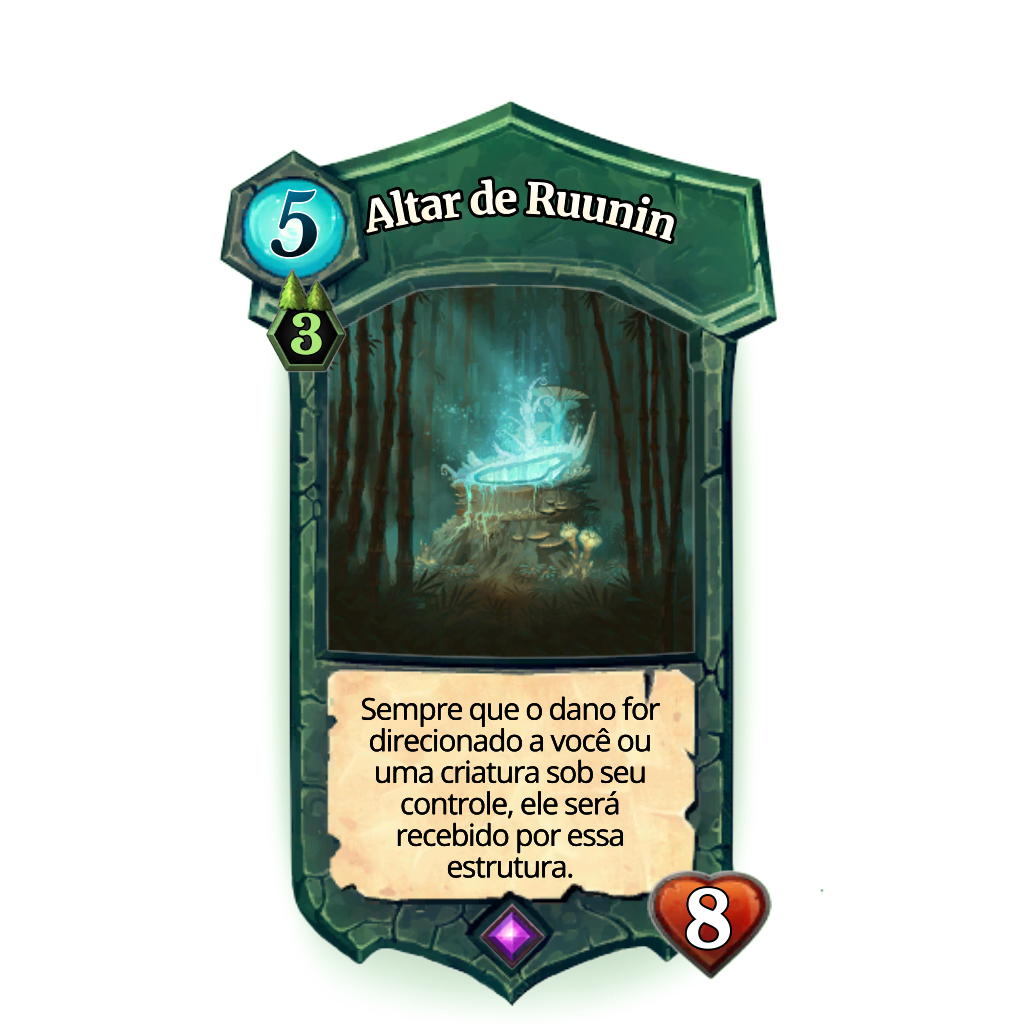 5
Altar de Ruunin
3
Sempre que o dano for
direcionado a você ou
uma criatura sob seu
controle, ele será
recebido por essa
estrutura.
8